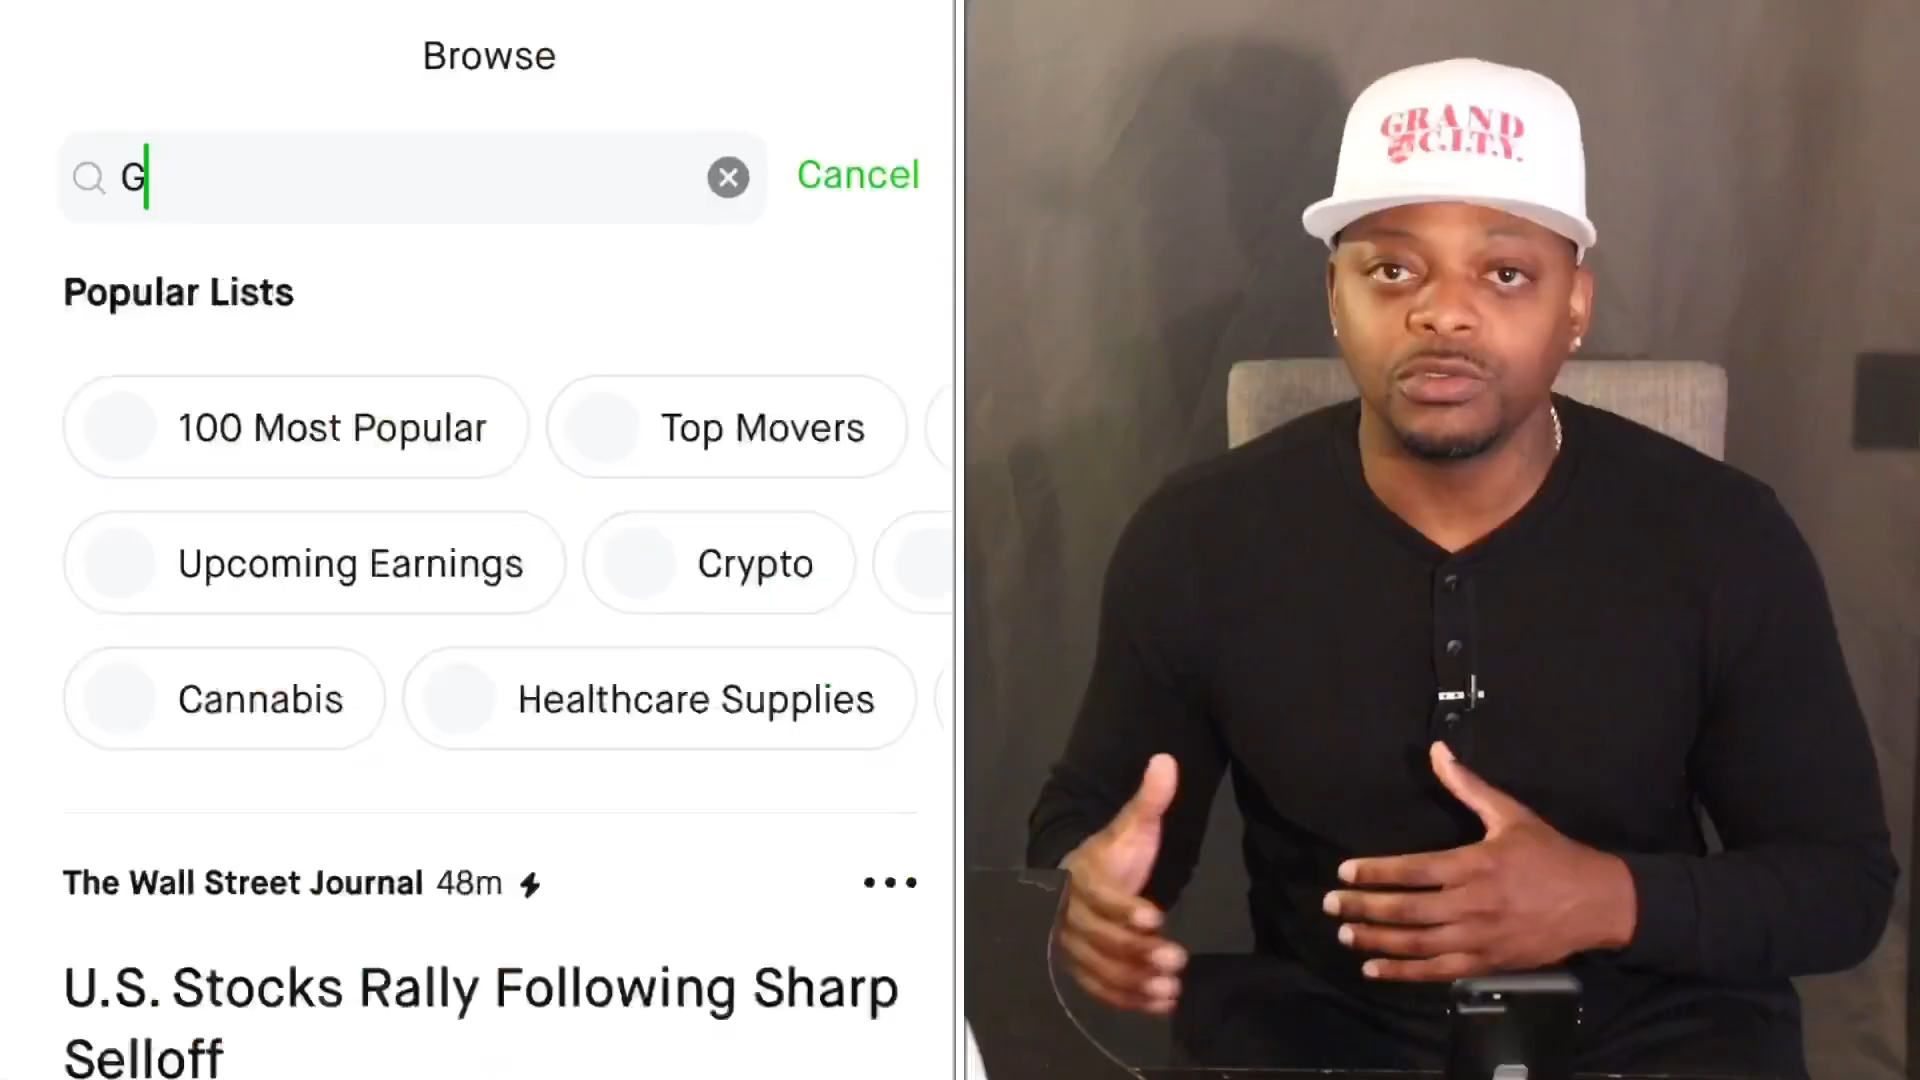 Browse
G
Cancel
Popular Lists
100 Most Popular
Top Movers
Upcoming Earnings
Crypto
Cannabis
Healthcare Supplies
The Wall Street Journal 48m
U.S. Stocks Rally Following Sharp
Selloff
GRAND
C.I.T.Y.